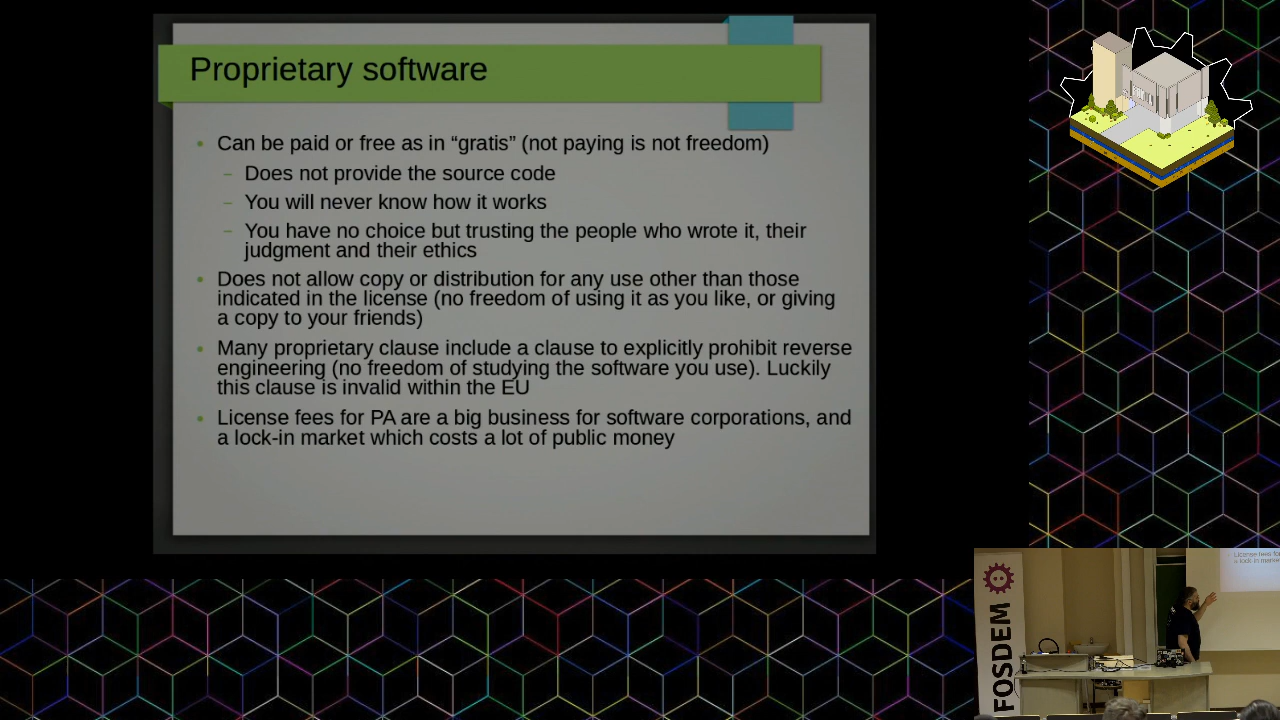 Proprietary software
Can be paid or free as in “gratis” (not paying is not freedom)
Does not provide the source code
You will never know how it works
You have no choice but trusting the people who wrote it, their
judgment and their ethics
Does not allow copy or distribution for any use other than those
indicated in the license (no freedom of using it as you like, or giving
a copy to your friends)
Many proprietary clause include a clause to explicitly prohibit reverse
engineering (no freedom of studying the software you use). Luckily
this clause is invalid within the EU
License fees for PA are a big business for software corporations, and
a lock-in market which costs a lot of public money
License fees for
a lock-in marke
FOSDEM